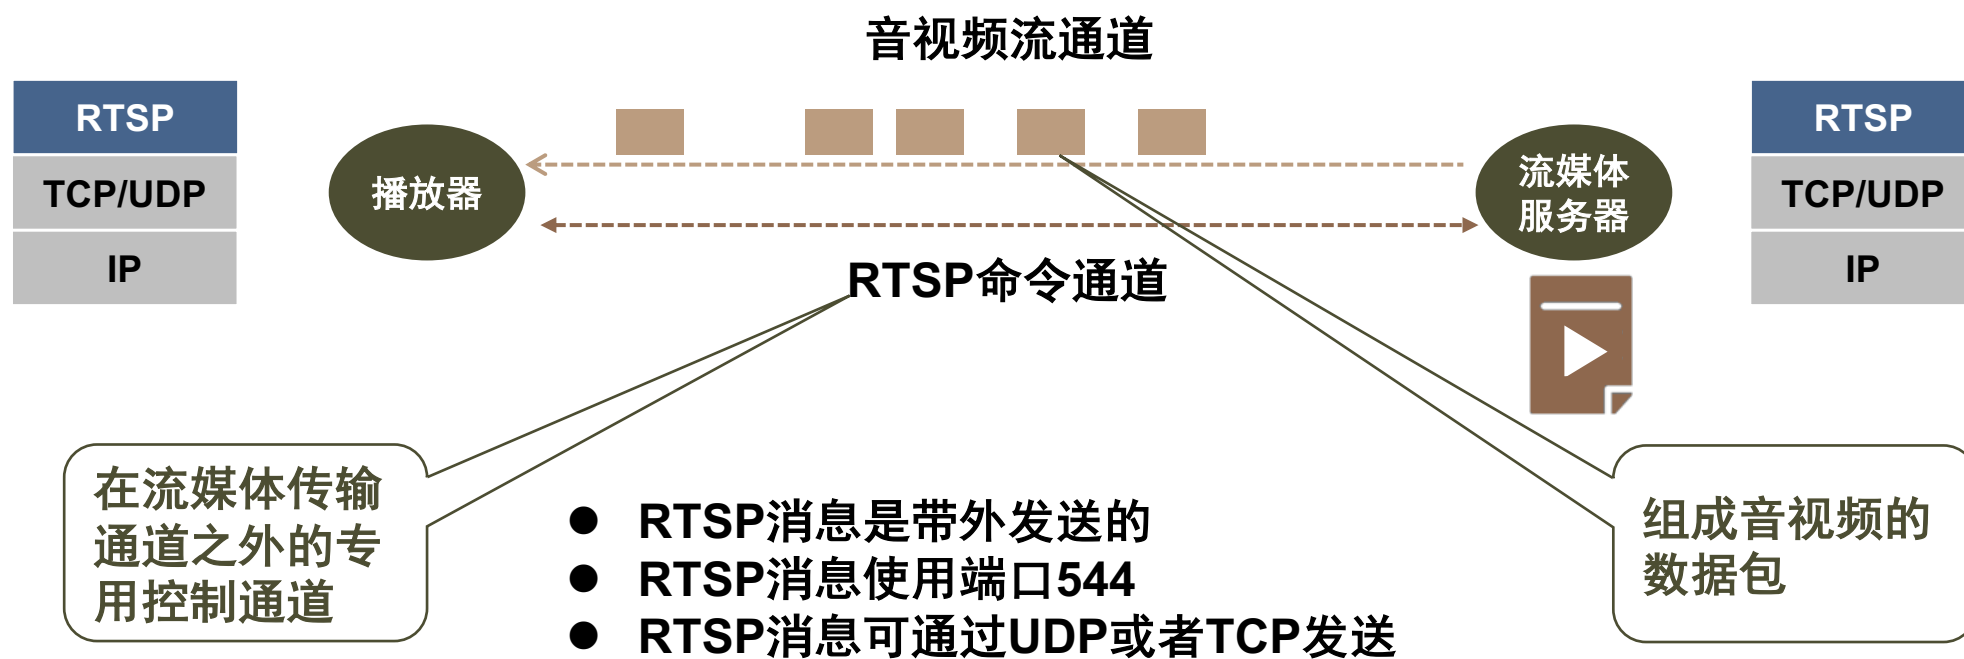 音视频流通道
RTSP
TCP/UDP
IP
播放器
流媒体
服务器
RTSP
TCP/UDP
IP
RTSP命令通道
在流媒体传输
通道之外的专
用控制通道
RTSP消息是带外发送的
RTSP消息使用端口544
RTSP消息可通过UDP或者TCP发送
组成音视频的
数据包